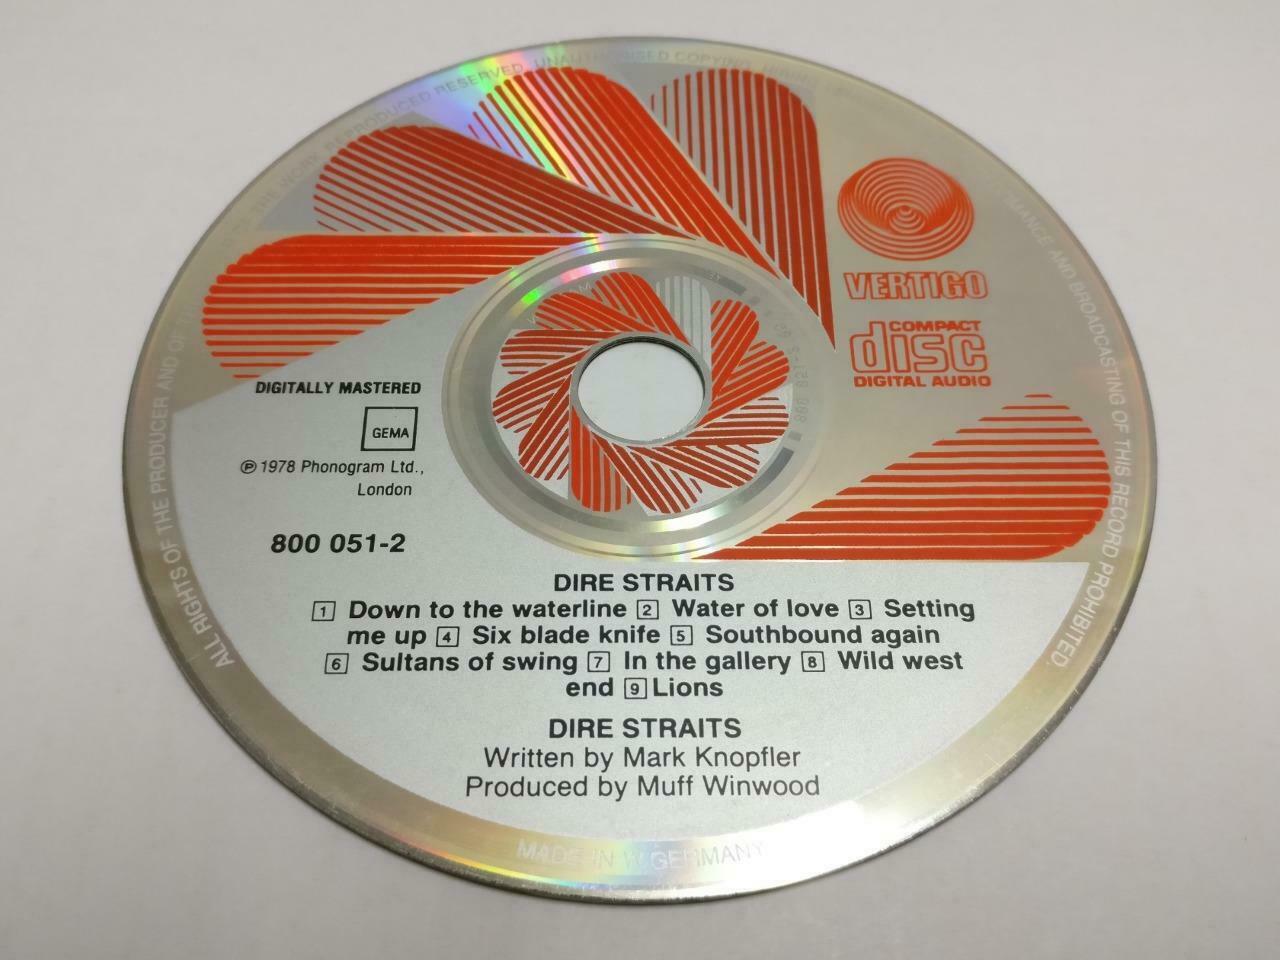 ALL RIGHTS OF THE PRODUCER AND OF THE
THE WORK REPRODUCED RESERVED. UNAUTHORISED COPYING,
AND BROADCASTING OF THIS RECORD PROHIBITED.
VERTIGO
COMPACT
disc
DIGITAL AUDIO
DIGITALLY MASTERED
GEMA
℗ 1978 Phonogram Ltd.,
London
800 051-2
DIRE STRAITS
1 Down to the waterline 2 Water of love 3 Setting
me up 4 Six blade knife 5 Southbound again
6 Sultans of swing 7 In the gallery 8 Wild west
end 9 Lions
DIRE STRAITS
Written by Mark Knopfler
Produced by Muff Winwood
MADE IN W. GERMANY